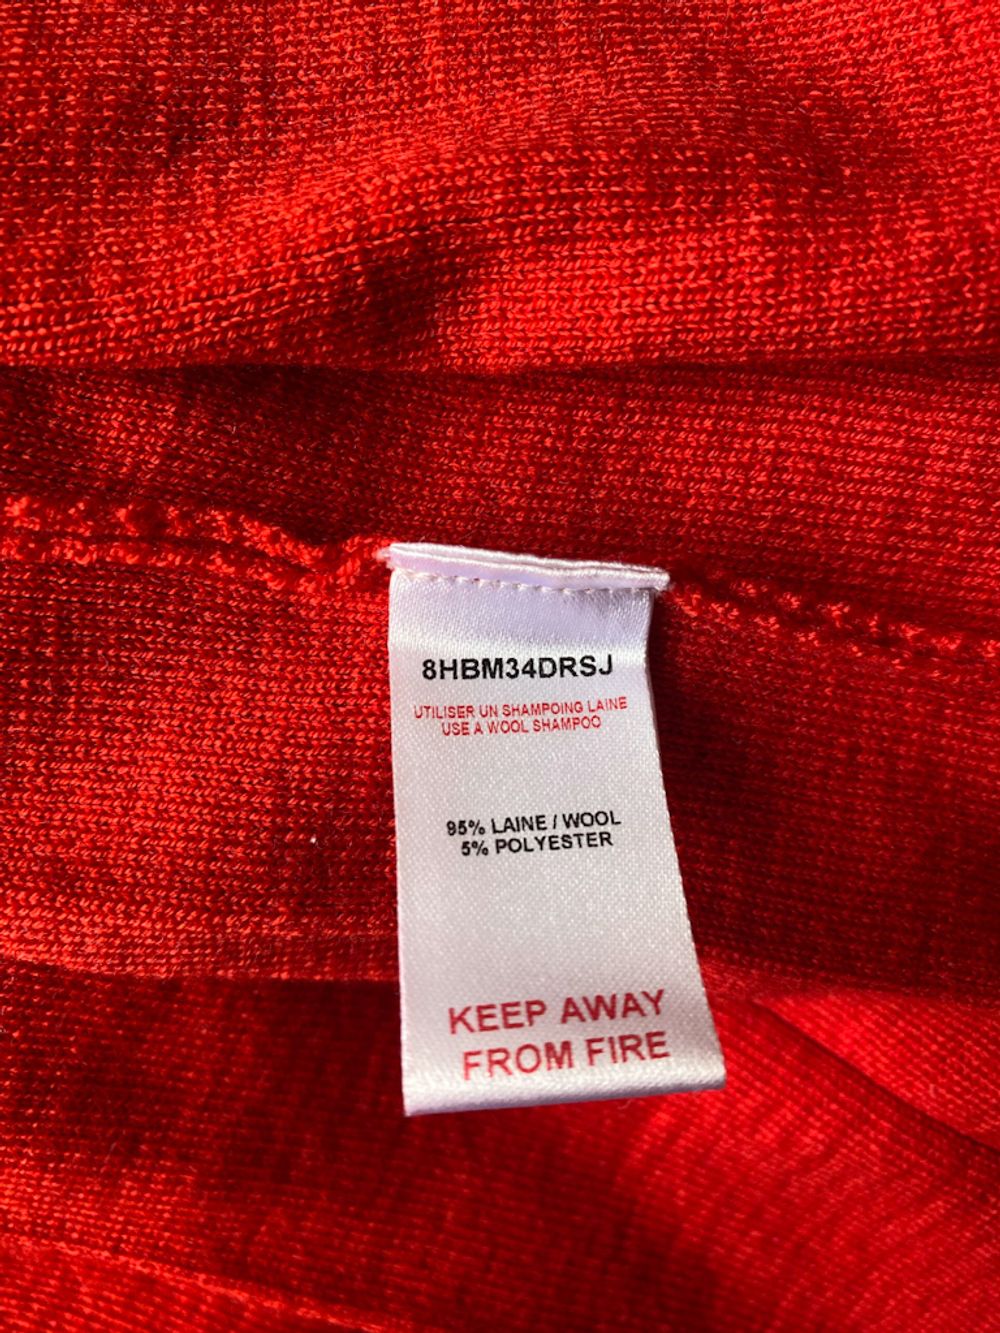 8HBM34DRSJ
UTILISER UN SHAMPOING LAINE
USE A WOOL SHAMPOO
95% LAINE / WOOL
5% POLYESTER
KEEP AWAY
FROM FIRE